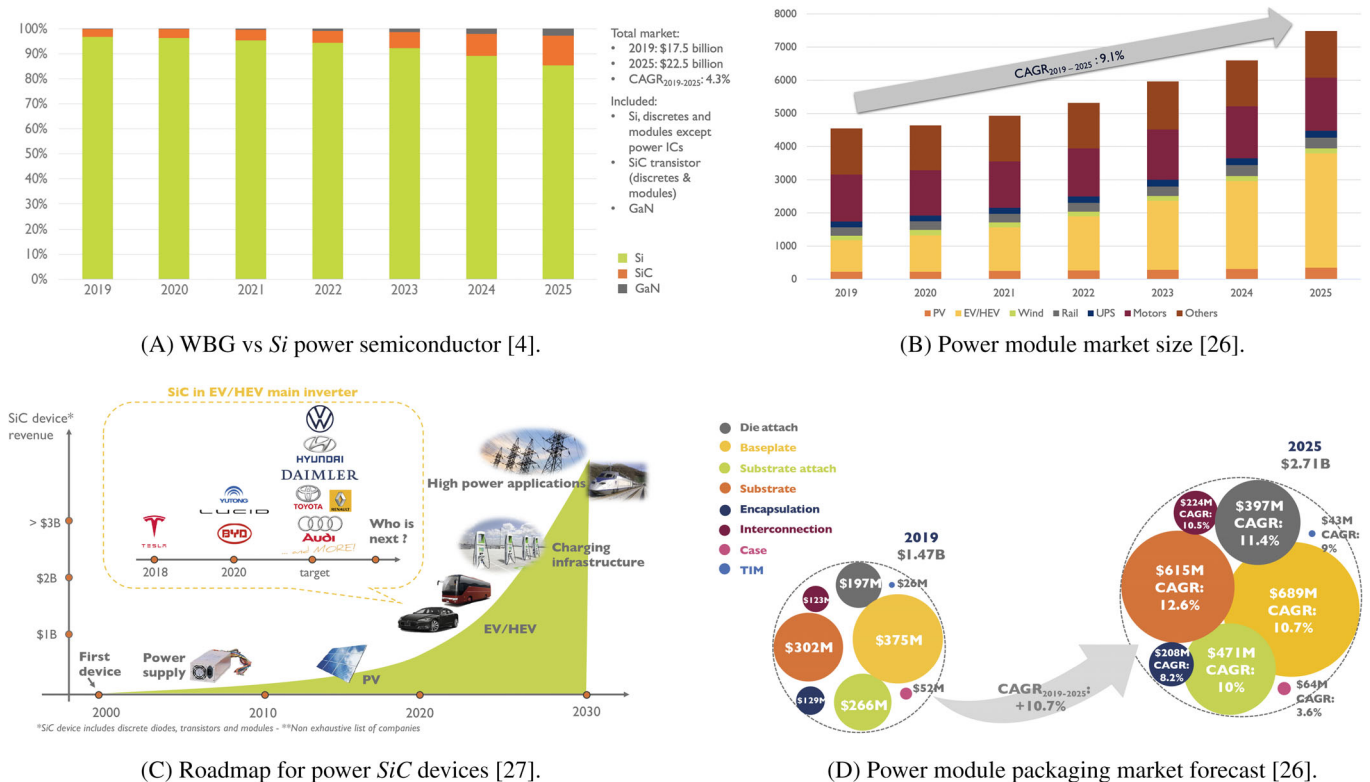 100%
90%
80%
70%
60%
50%
40%
30%
20%
10%
0%
2019 2020 2021 2022 2023 2024 2025
Total market:
• 2019: $17.5 billion
• 2025: $22.5 billion
• CAGR2019-2025: 4.3%
Included:
• Si, discretes and
modules except
power ICs
• SiC transistor
(discretes &
modules)
• GaN
Si
SiC
GaN
(A) WBG vs Si power semiconductor [4].
8000
7000
6000
5000
4000
3000
2000
1000
0
CAGR2019 – 2025 : 9.1%
2019 2020 2021 2022 2023 2024 2025
PV EV/HEV Wind Rail UPS Motors Others
(B) Power module market size [26].
SiC in EV/HEV main inverter
SiC device*
revenue
> $3B
$2B
$1B
TESLA
YUTONG
LUCID
BYD
HYUNDAI
DAIMLER
TOYOTA
RENAULT
Audi
... and MORE!
Who is
next ?
2018 2020 target
First
device
Power
supply
PV
EV/HEV
Charging
infrastructure
High power applications
2000 2010 2020 2030
*SiC device includes discrete diodes, transistors and modules - **Non exhaustive list of companies
(C) Roadmap for power SiC devices [27].
Die attach
Baseplate
Substrate attach
Substrate
Encapsulation
Interconnection
Case
TIM
2019
$1.47B
$197M
$26M
$123M
$375M
$302M
$52M
$129M
$266M
CAGR2019-2025:
+10.7%
2025
$2.71B
$224M
CAGR:
10.5%
$397M
CAGR:
11.4%
$43M
CAGR:
9%
$615M
CAGR:
12.6%
$689M
CAGR:
10.7%
$208M
CAGR:
8.2%
$471M
CAGR:
10%
$64M
CAGR:
3.6%
(D) Power module packaging market forecast [26].